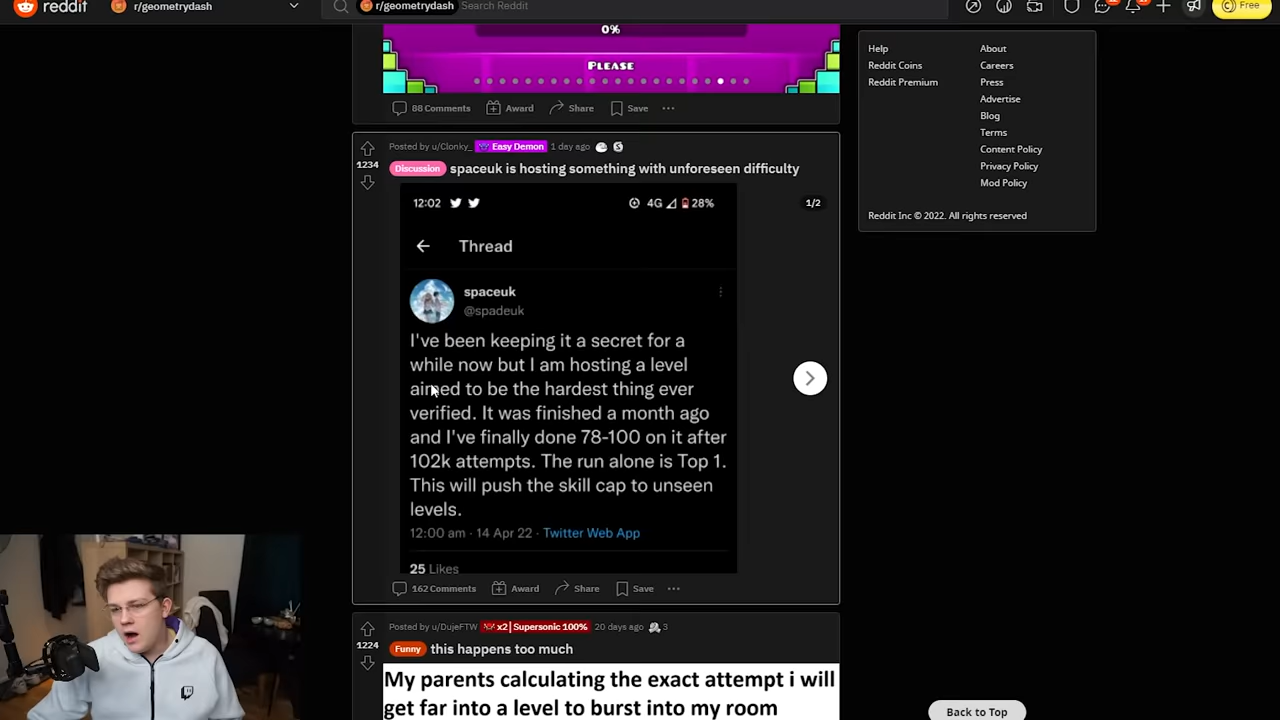 reddit
r/geometrydash
r/geometrydash
Search Reddit
Free
0%
PLEASE
88 Comments
Award
Share
Save
Help
About
Reddit Coins
Careers
Reddit Premium
Press
Advertise
Blog
Terms
Content Policy
Privacy Policy
Mod Policy
Reddit Inc © 2022. All rights reserved
Posted by u/Clonky_ Easy Demon 1 day ago
1234
Discussion spaceuk is hosting something with unforeseen difficulty
12:02
4G
28%
1/2
Thread
spaceuk
@spadeuk
I've been keeping it a secret for a
while now but I am hosting a level
aimed to be the hardest thing ever
verified. It was finished a month ago
and I've finally done 78-100 on it after
102k attempts. The run alone is Top 1.
This will push the skill cap to unseen
levels.
12:00 am · 14 Apr 22 · Twitter Web App
25 Likes
162 Comments
Award
Share
Save
Posted by u/DujeFTW x2 | Supersonic 100% 20 days ago 3
1224
Funny this happens too much
My parents calculating the exact attempt i will
get far into a level to burst into my room
Back to Top